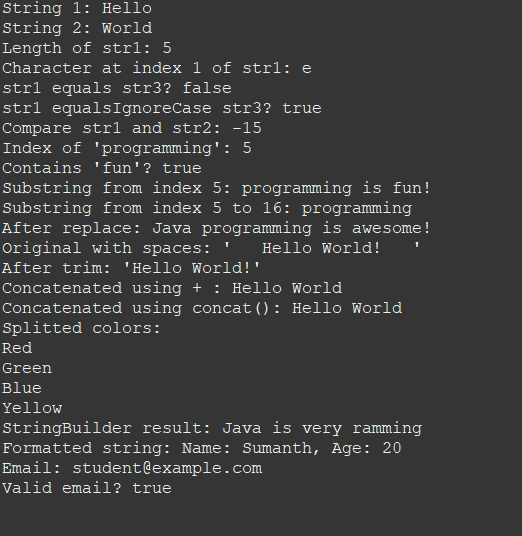 String 1: Hello
String 2: World
Length of str1: 5
Character at index 1 of str1: e
str1 equals str3? false
str1 equalsIgnoreCase str3? true
Compare str1 and str2: -15
Index of 'programming': 5
Contains 'fun'? true
Substring from index 5: programming is fun!
Substring from index 5 to 16: programming
After replace: Java programming is awesome!
Original with spaces: '   Hello World!   '
After trim: 'Hello World!'
Concatenated using + : Hello World
Concatenated using concat(): Hello World
Splitted colors:
Red
Green
Blue
Yellow
StringBuilder result: Java is very ramming
Formatted string: Name: Sumanth, Age: 20
Email: student@example.com
Valid email? true